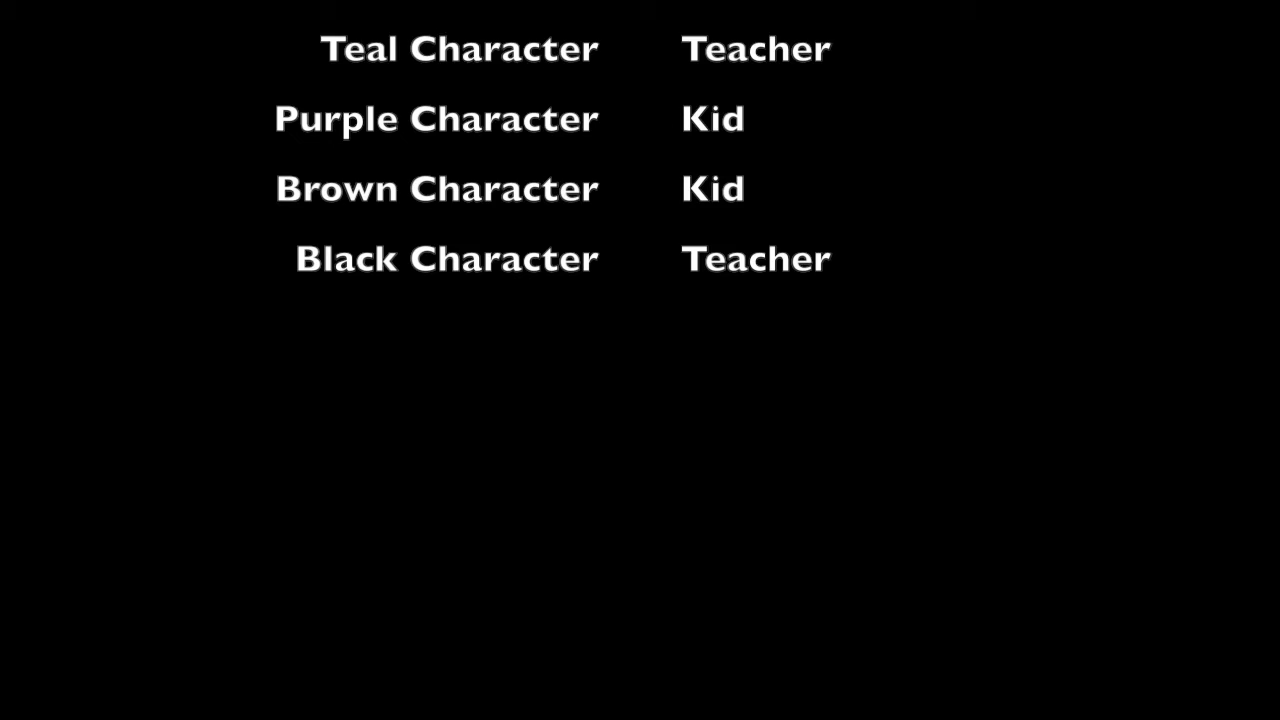 Teal Character Teacher
Purple Character Kid
Brown Character Kid
Black Character Teacher